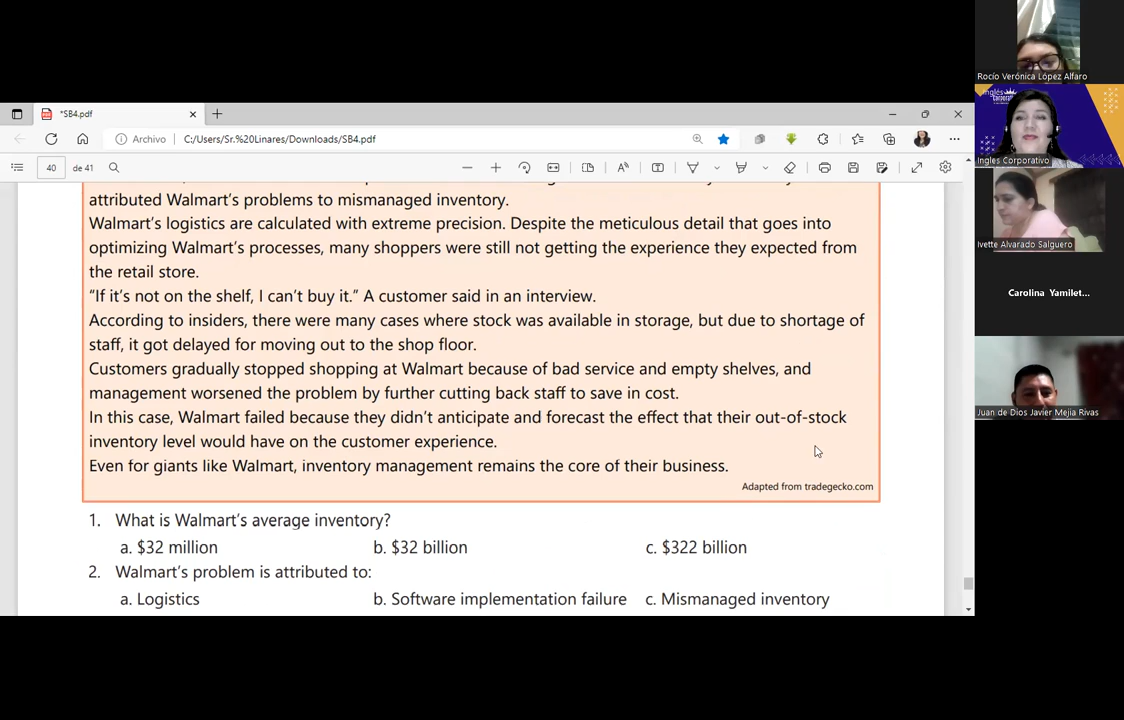 *SB4.pdf
Archivo
C:/Users/Sr.%20Linares/Downloads/SB4.pdf
40
de 41
attributed Walmart's problems to mismanaged inventory.
Walmart's logistics are calculated with extreme precision. Despite the meticulous detail that goes into
optimizing Walmart's processes, many shoppers were still not getting the experience they expected from
the retail store.
“If it's not on the shelf, I can't buy it.” A customer said in an interview.
According to insiders, there were many cases where stock was available in storage, but due to shortage of
staff, it got delayed for moving out to the shop floor.
Customers gradually stopped shopping at Walmart because of bad service and empty shelves, and
management worsened the problem by further cutting back staff to save in cost.
In this case, Walmart failed because they didn't anticipate and forecast the effect that their out-of-stock
inventory level would have on the customer experience.
Even for giants like Walmart, inventory management remains the core of their business.
Adapted from tradegecko.com
1. What is Walmart's average inventory?
a. $32 million b. $32 billion c. $322 billion
2. Walmart's problem is attributed to:
a. Logistics b. Software implementation failure c. Mismanaged inventory
Rocío Verónica López Alfaro
Inglés
Ingles Corporativo
Ivette Alvarado Salguero
Carolina Yamilet...
Juan de Dios Javier Mejia Rivas